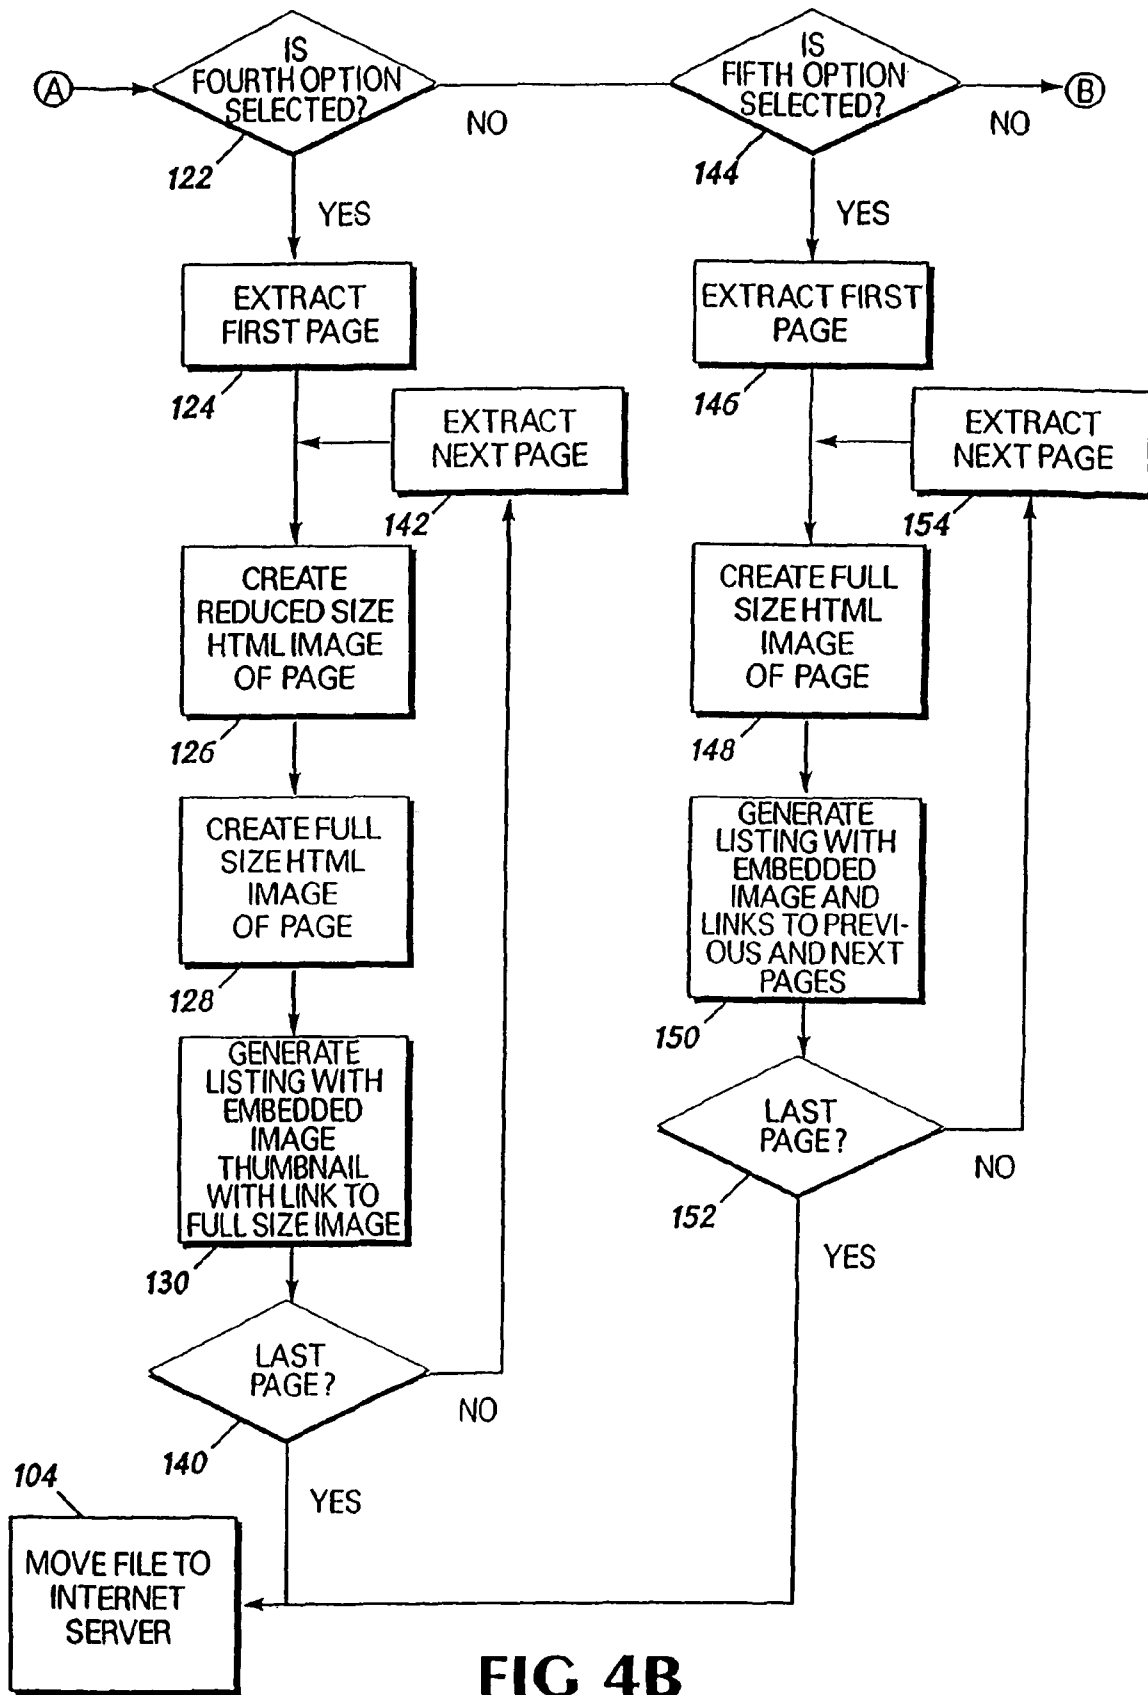 A
IS
FOURTH OPTION
SELECTED?
NO
122
YES
IS
FIFTH OPTION
SELECTED?
NO
B
144
YES
EXTRACT
FIRST PAGE
124
EXTRACT
NEXT PAGE
142
CREATE
REDUCED SIZE
HTML IMAGE
OF PAGE
126
CREATE FULL
SIZE HTML
IMAGE
OF PAGE
128
GENERATE
LISTING WITH
EMBEDDED
IMAGE
THUMBNAIL
WITH LINK TO
FULL SIZE IMAGE
130
LAST
PAGE?
NO
140
YES
EXTRACT FIRST
PAGE
146
EXTRACT
NEXT PAGE
154
CREATE FULL
SIZE HTML
IMAGE
OF PAGE
148
GENERATE
LISTING WITH
EMBEDDED
IMAGE AND
LINKS TO PREVI-
OUS AND NEXT
PAGES
150
LAST
PAGE?
NO
152
YES
104
MOVE FILE TO
INTERNET
SERVER
FIG 4B